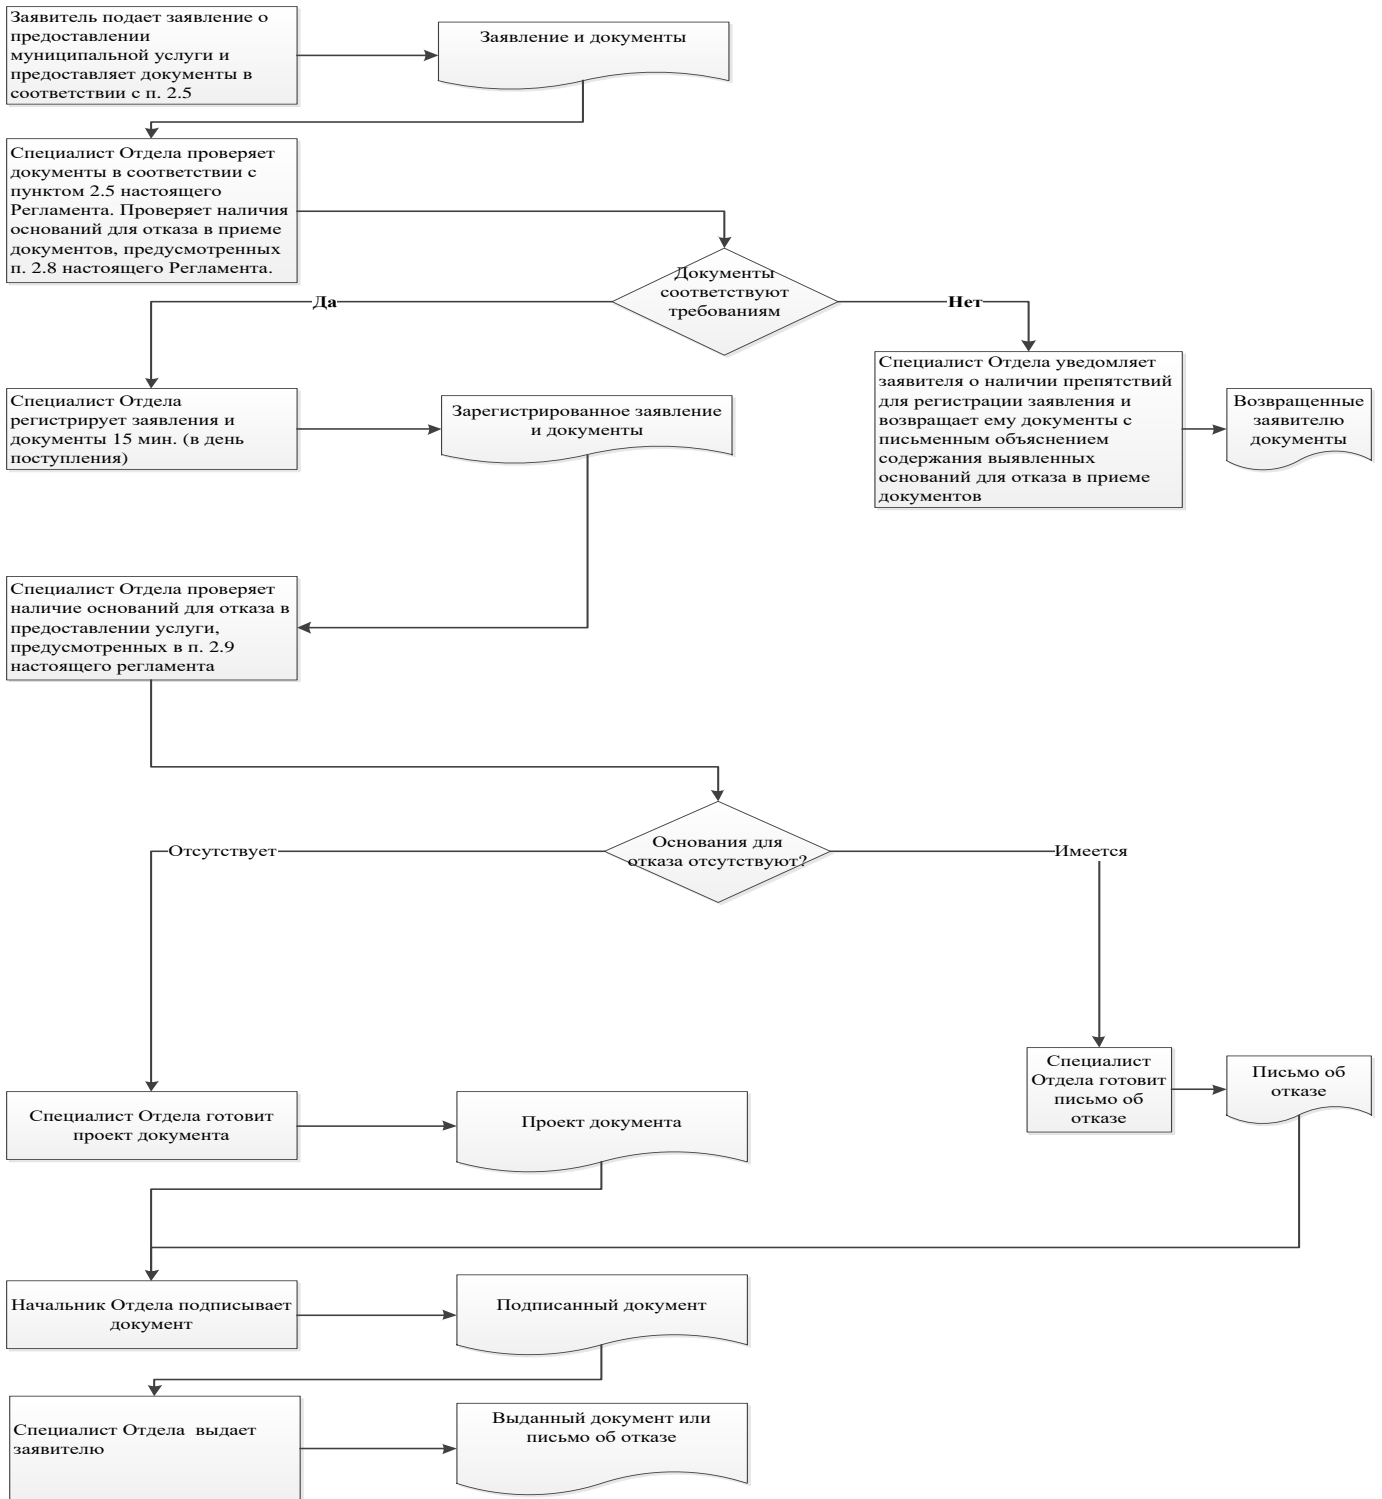 Заявитель подает заявление о
предоставлении
муниципальной услуги и
предоставляет документы в
соответствии с п. 2.5
Заявление и документы
Специалист Отдела проверяет
документы в соответствии с
пунктом 2.5 настоящего
Регламента. Проверяет наличия
оснований для отказа в приеме
документов, предусмотренных
п. 2.8 настоящего Регламента.
Документы
соответствуют
требованиям
Да
Нет
Специалист Отдела
регистрирует заявления и
документы 15 мин. (в день
поступления)
Зарегистрированное заявление
и документы
Специалист Отдела уведомляет
заявителя о наличии препятствий
для регистрации заявления и
возвращает ему документы с
письменным объяснением
содержания выявленных
оснований для отказа в приеме
документов
Возвращенные
заявителю
документы
Специалист Отдела проверяет
наличие оснований для отказа в
предоставлении услуги,
предусмотренных в п. 2.9
настоящего регламента
Основания для
отказа отсутствуют?
Отсутствует
Имеется
Специалист
Отдела готовит
письмо об
отказе
Письмо об
отказе
Специалист Отдела готовит
проект документа
Проект документа
Начальник Отдела подписывает
документ
Подписанный документ
Специалист Отдела  выдает
заявителю
Выданный документ или
письмо об отказе